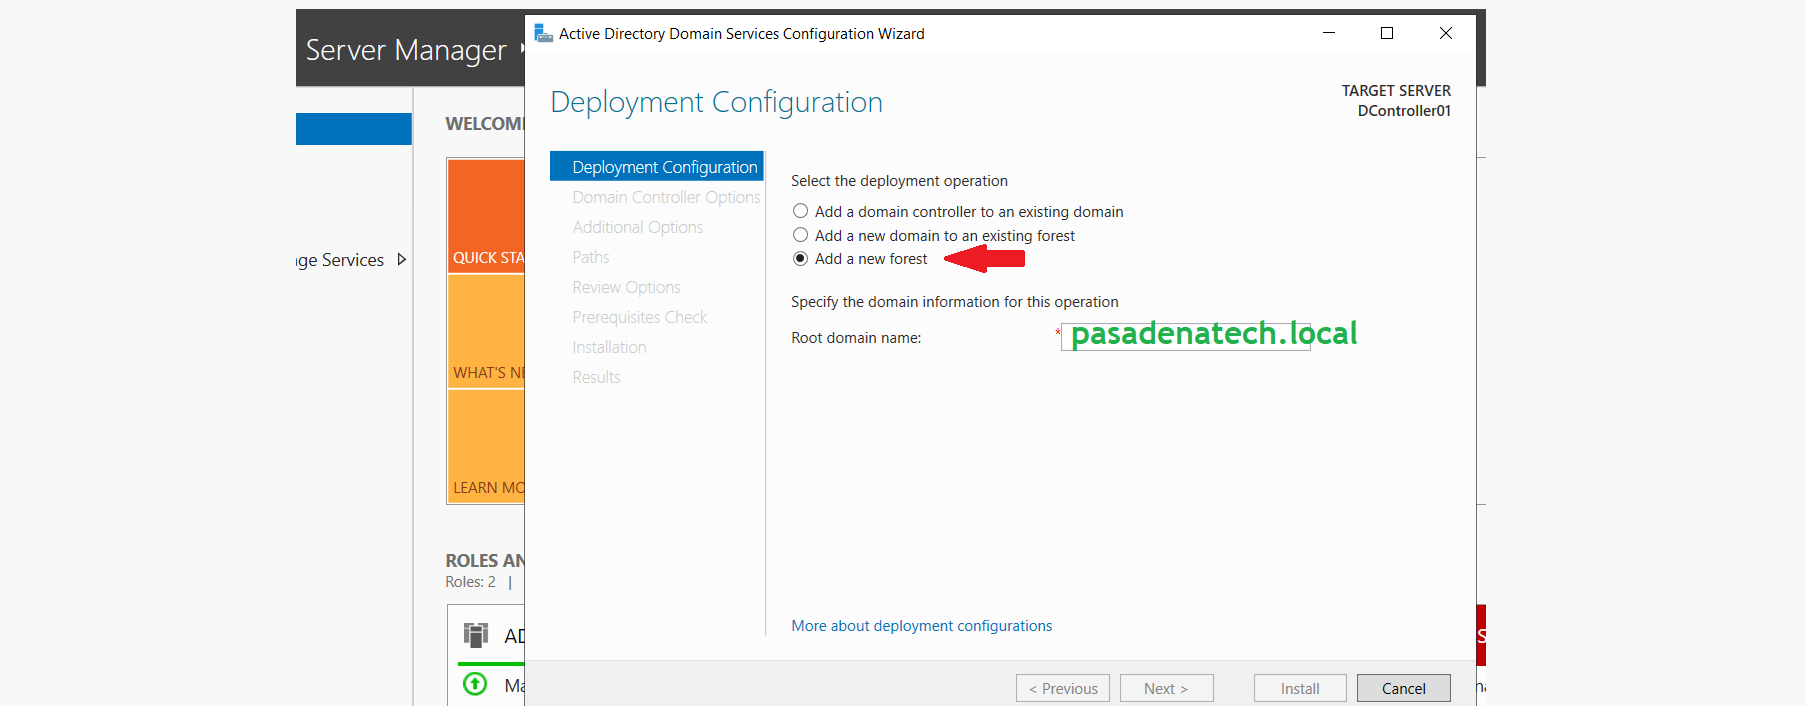 Server Manager
Active Directory Domain Services Configuration Wizard
Deployment Configuration
TARGET SERVER
DController01
WELCOM
Deployment Configuration
Domain Controller Options
Additional Options
Paths
Review Options
Prerequisites Check
Installation
Results
Select the deployment operation
Add a domain controller to an existing domain
Add a new domain to an existing forest
Add a new forest
Specify the domain information for this operation
Root domain name:
* pasadenatech.local
More about deployment configurations
ge Services
QUICK STA
WHAT'S NE
LEARN MO
ROLES AN
Roles: 2 |
AD
Ma
S
na
< Previous
Next >
Install
Cancel